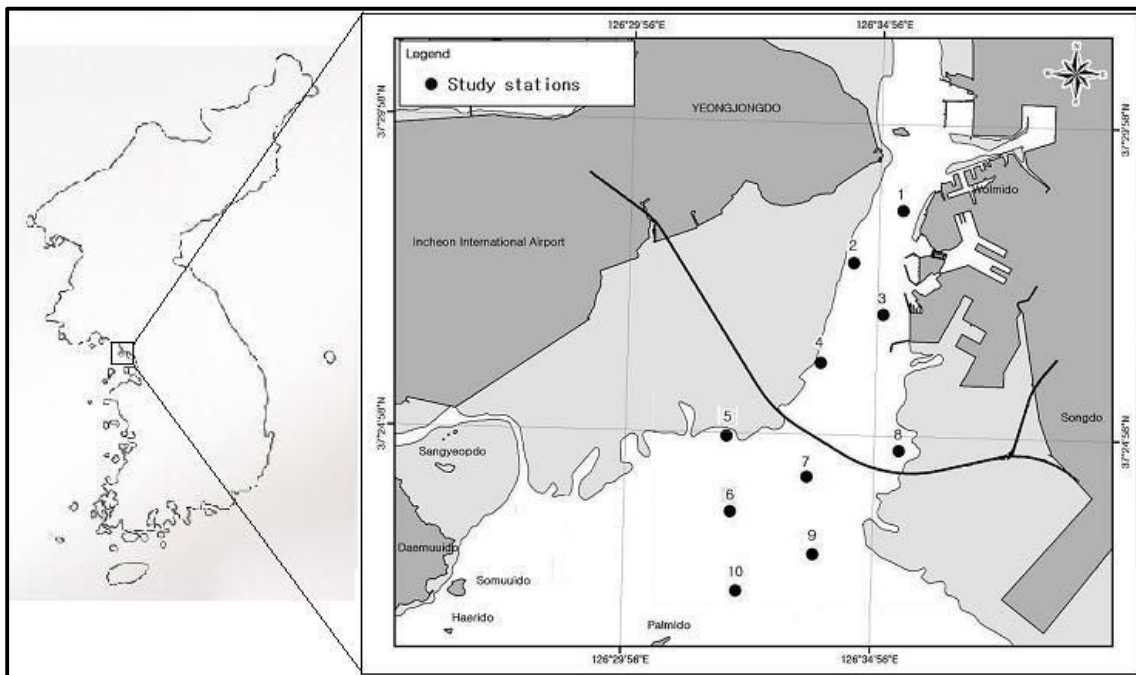 126°29'56"E
126°34'56"E
Legend
Study stations
YEONGJONGDO
37°29'58"N
37°29'58"N
Wolmido
1
Incheon International Airport
2
3
4
5
Songdo
8
37°24'58"N
37°24'58"N
Sangyeopdo
7
6
Daemuuido
9
Somuuido
10
Haerido
Palmido
126°29'56"E
126°34'56"E